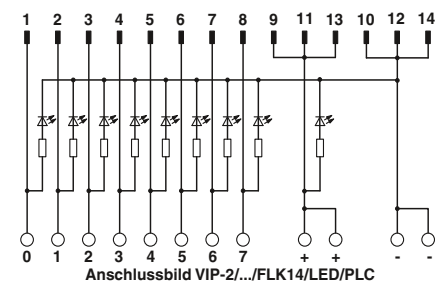 1 2 3 4 5 6 7 8 9 11 13 10 12 14
0 1 2 3 4 5 6 7 + + - -
Anschlussbild VIP-2/.../FLK14/LED/PLC